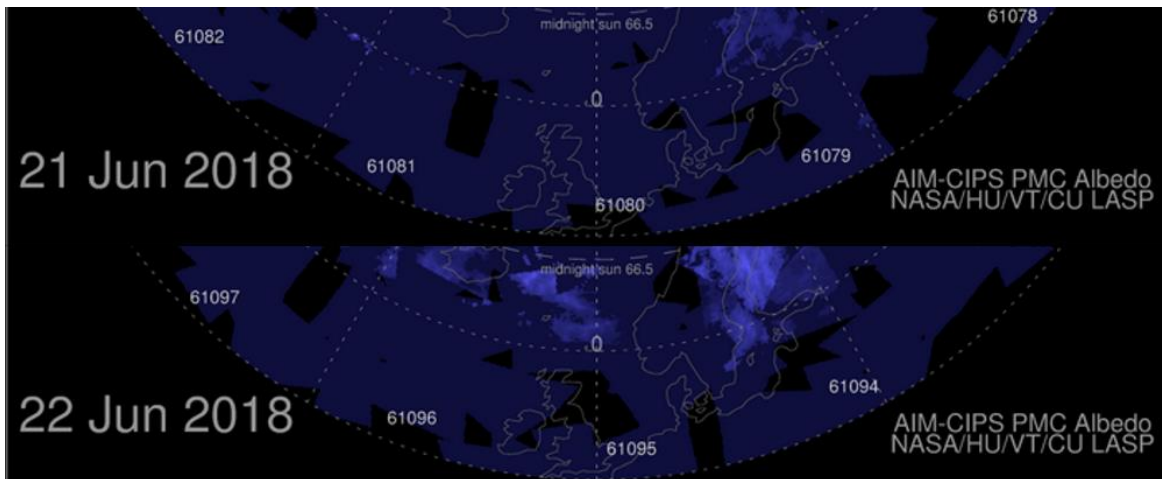 midnight sun 66.5
61078
61082
0
61081
61079
21 Jun 2018
AIM-CIPS PMC Albedo
NASA/HU/VT/CU LASP
61080
midnight sun 66.5
61097
0
61094
61096
22 Jun 2018
AIM-CIPS PMC Albedo
NASA/HU/VT/CU LASP
61095